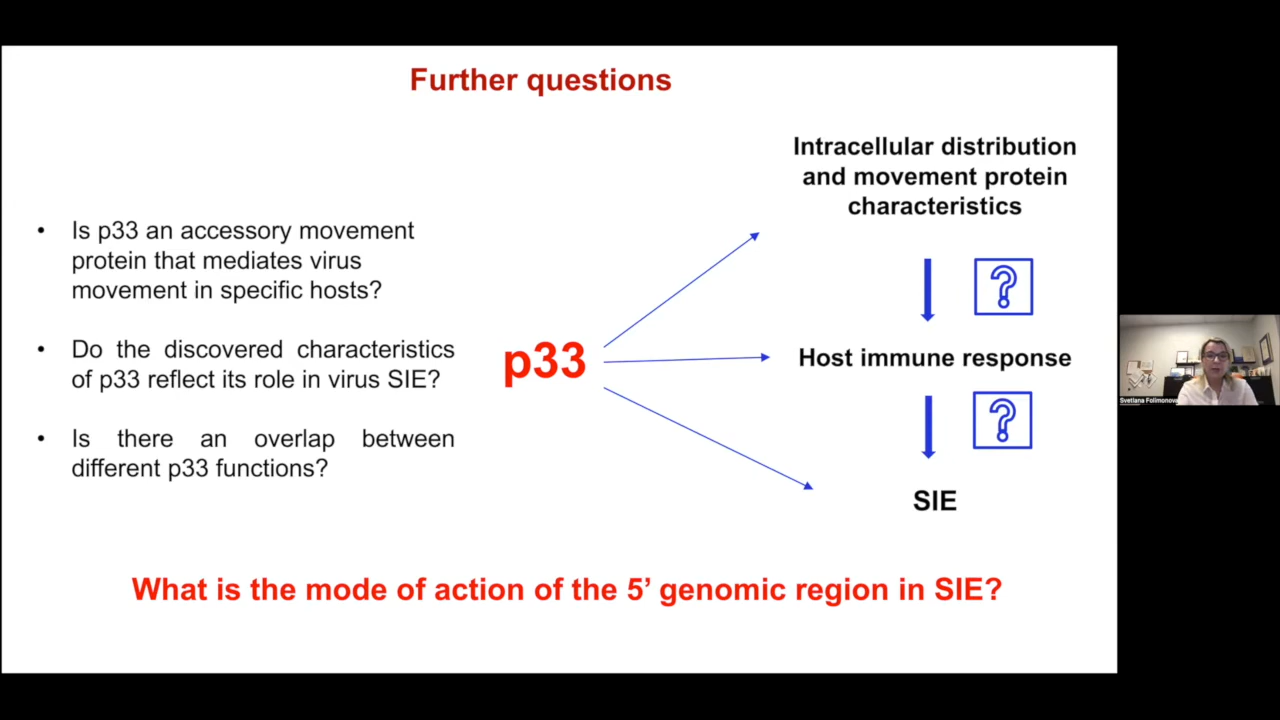 Further questions
• Is p33 an accessory movement
protein that mediates virus
movement in specific hosts?
• Do the discovered characteristics
of p33 reflect its role in virus SIE?
• Is there an overlap between
different p33 functions?
p33
Intracellular distribution
and movement protein
characteristics
?
Host immune response
?
SIE
What is the mode of action of the 5’ genomic region in SIE?
Svetlana Folimonova